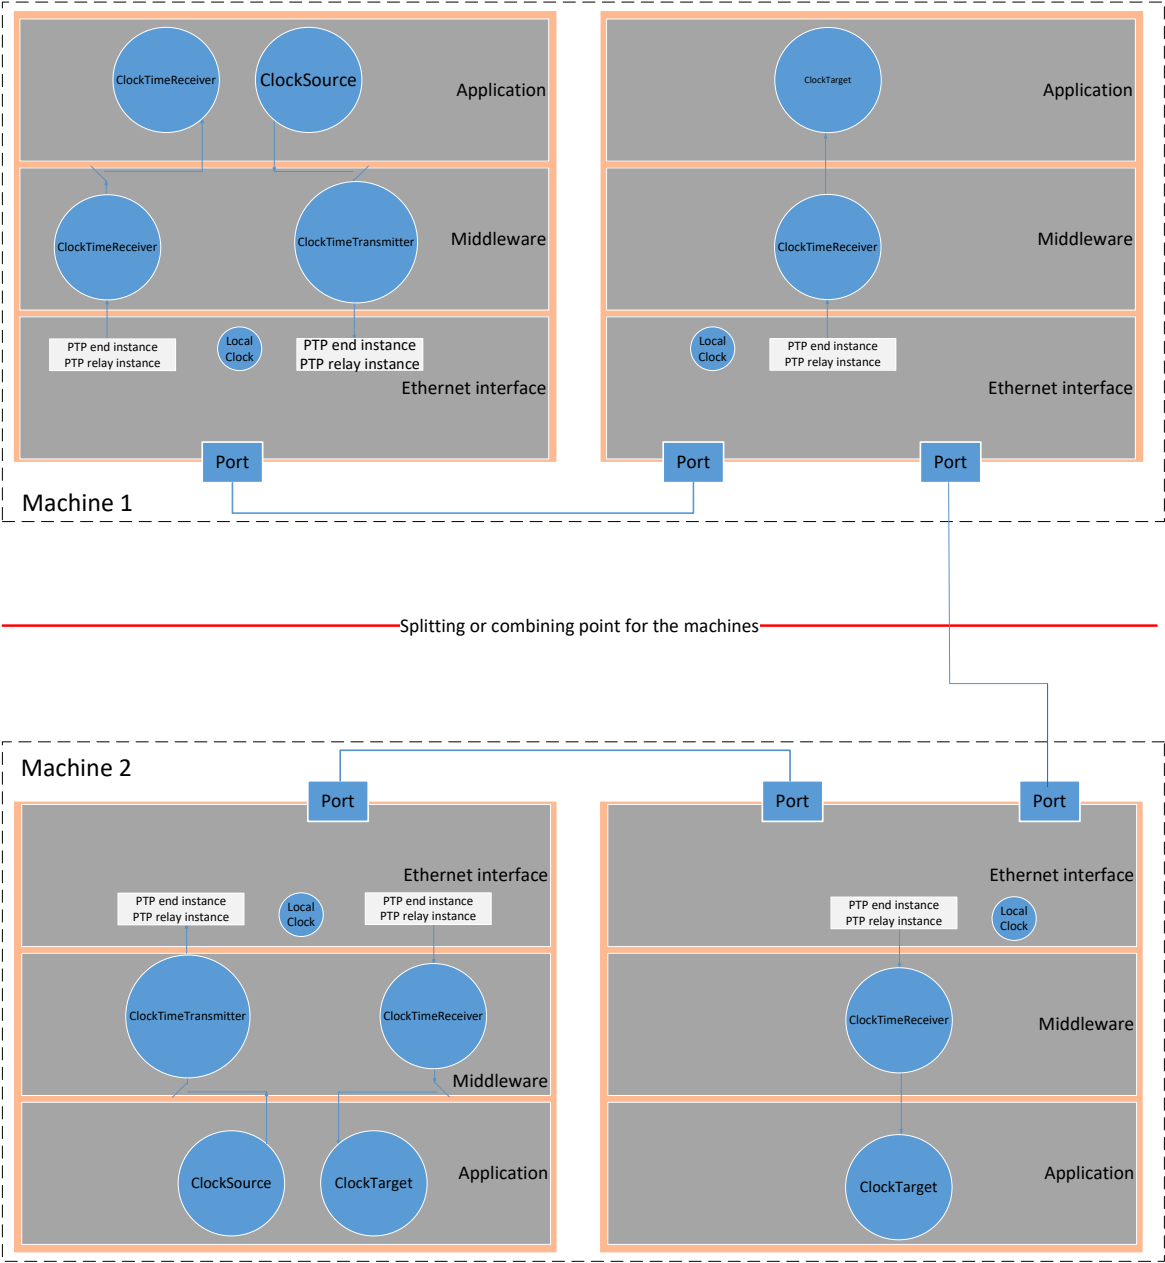 ClockTimeReceiver
ClockSource
Application
ClockTimeReceiver
ClockTimeTransmitter
Middleware
PTP end instance
PTP relay instance
Local
Clock
PTP end instance
PTP relay instance
Ethernet interface
Port
ClockTarget
Application
ClockTimeReceiver
Middleware
Local
Clock
PTP end instance
PTP relay instance
Ethernet interface
Port
Port
Machine 1
Splitting or combining point for the machines
Machine 2
Port
Ethernet interface
PTP end instance
PTP relay instance
Local
Clock
PTP end instance
PTP relay instance
ClockTimeTransmitter
ClockTimeReceiver
Middleware
ClockSource
ClockTarget
Application
Port
Port
Ethernet interface
PTP end instance
PTP relay instance
Local
Clock
ClockTimeReceiver
Middleware
Application
ClockTarget